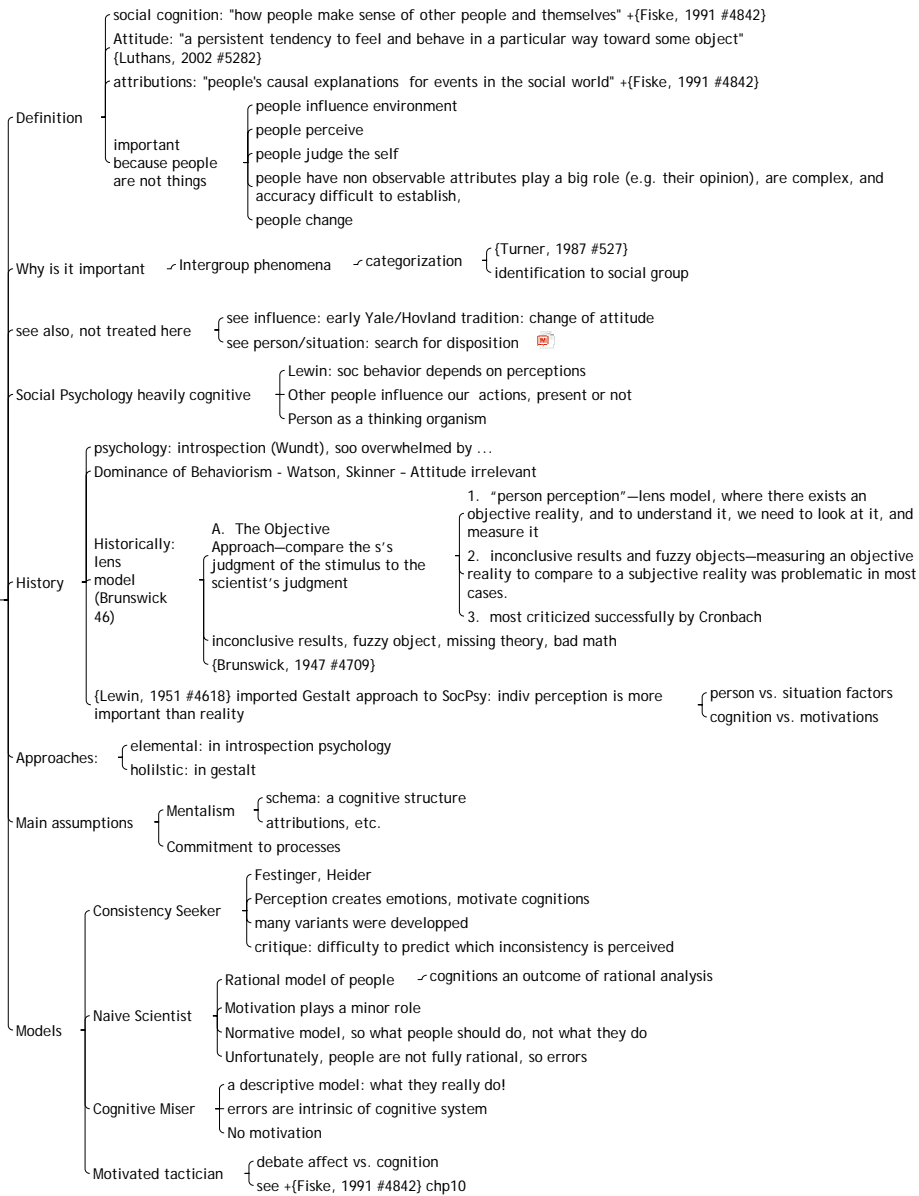 social cognition: "how people make sense of other people and themselves" +{Fiske, 1991 #4842}
Attitude: "a persistent tendency to feel and behave in a particular way toward some object"
{Luthans, 2002 #5282}
attributions: "people's causal explanations for events in the social world" +{Fiske, 1991 #4842}
Definition
important
because people
are not things
people influence environment
people perceive
people judge the self
people have non observable attributes play a big role (e.g. their opinion), are complex, and
accuracy difficult to establish,
people change
Why is it important
Intergroup phenomena
categorization
{Turner, 1987 #527}
identification to social group
see also, not treated here
see influence: early Yale/Hovland tradition: change of attitude
see person/situation: search for disposition
Social Psychology heavily cognitive
Lewin: soc behavior depends on perceptions
Other people influence our actions, present or not
Person as a thinking organism
History
psychology: introspection (Wundt), soo overwhelmed by ...
Dominance of Behaviorism - Watson, Skinner - Attitude irrelevant
Historically:
lens
model
(Brunswick
46)
A. The Objective
Approach—compare the s's
judgment of the stimulus to the
scientist's judgment
1. "person perception"—lens model, where there exists an
objective reality, and to understand it, we need to look at it, and
measure it
2. inconclusive results and fuzzy objects—measuring an objective
reality to compare to a subjective reality was problematic in most
cases.
3. most criticized successfully by Cronbach
inconclusive results, fuzzy object, missing theory, bad math
{Brunswick, 1947 #4709}
{Lewin, 1951 #4618} imported Gestalt approach to SocPsy: indiv perception is more
important than reality
person vs. situation factors
cognition vs. motivations
Approaches:
elemental: in introspection psychology
holilstic: in gestalt
Main assumptions
Mentalism
schema: a cognitive structure
attributions, etc.
Commitment to processes
Models
Consistency Seeker
Festinger, Heider
Perception creates emotions, motivate cognitions
many variants were developped
critique: difficulty to predict which inconsistency is perceived
Naive Scientist
Rational model of people
cognitions an outcome of rational analysis
Motivation plays a minor role
Normative model, so what people should do, not what they do
Unfortunately, people are not fully rational, so errors
Cognitive Miser
a descriptive model: what they really do!
errors are intrinsic of cognitive system
No motivation
Motivated tactician
debate affect vs. cognition
see +{Fiske, 1991 #4842} chp10